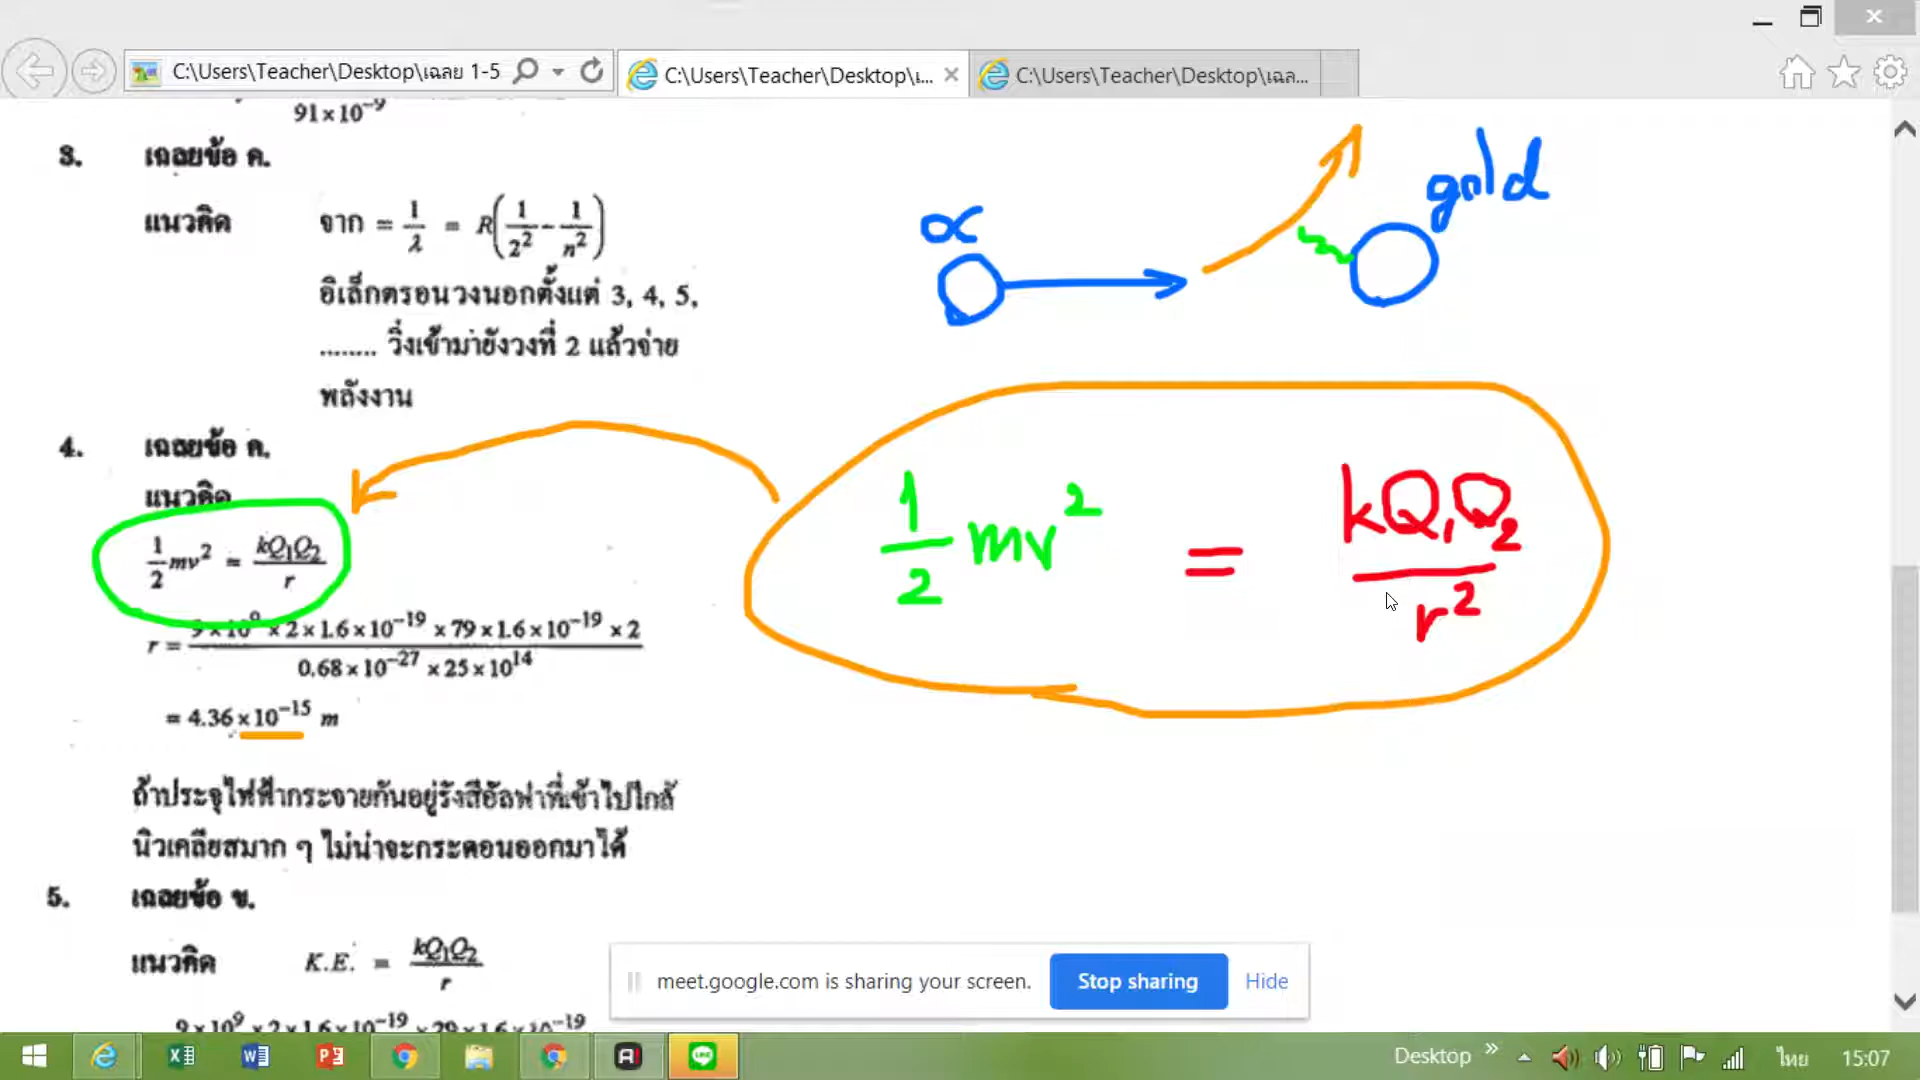 C:\Users\Teacher\Desktop\เฉลย 1-5
C:\Users\Teacher\Desktop\เ...
C:\Users\Teacher\Desktop\เฉล...
91×10⁻⁹
3. เฉลยข้อ ค.
แนวคิด จาก = 1/λ = R(1/2² − 1/n²)
อิเล็กตรอนวงนอกตั้งแต่ 3, 4, 5,
........ วิ่งเข้ามายังวงที่ 2 แล้วจ่าย
พลังงาน
4. เฉลยข้อ ค.
แนวคิด
1/2 mv² = kQ₁Q₂/r
r = 9×10⁹×2×1.6×10⁻¹⁹×79×1.6×10⁻¹⁹×2
0.68×10⁻²⁷×25×10¹⁴
= 4.36×10⁻¹⁵ m
ถ้าประจุไฟฟ้ากระจายกันอยู่รังสีอัลฟาที่เข้าไปใกล้
นิวเคลียสมาก ๆ ไม่น่าจะกระดอนออกมาได้
5. เฉลยข้อ ข.
แนวคิด K.E. = kQ₁Q₂/r
9×10⁹×2×1.6×10⁻¹⁹×29×1.6×10⁻¹⁹
α
gold
1/2 mv² = kQ₁Q₂/r²
meet.google.com is sharing your screen. Stop sharing Hide
Desktop » ไทย 15:07